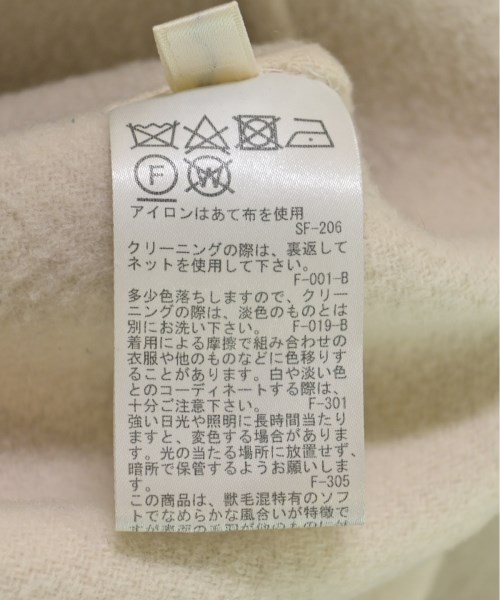 F W
アイロンはあて布を使用
SF-206
クリーニングの際は、裏返して
ネットを使用して下さい。
F-001-B
多少色落ちしますので、クリー
ニングの際は、淡色のものとは
別にお洗い下さい。 F-019-B
着用による摩擦で組み合わせの
衣服や他のものなどに色移りす
ることがあります。白や淡い色
とのコーディネートする際は、
十分ご注意下さい。 F-301
強い日光や照明に長時間当たり
ますと、変色する場合がありま
す。光の当たる場所に放置せず、
暗所で保管するようお願いしま
す。 F-305
この商品は、獣毛混特有のソフ
トでなめらかな風合いが特徴で
すが表面の毛羽が